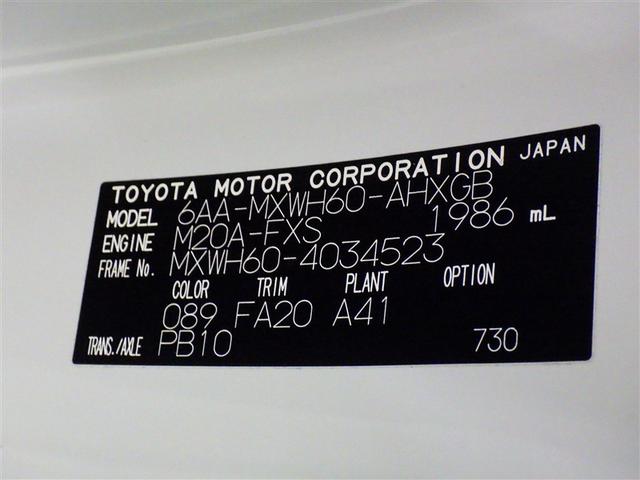 TOYOTA MOTOR CORPORATION JAPAN
MODEL 6AA-MXWH60-AHXGB
ENGINE M20A-FXS 1986 mL
FRAME No. MXWH60-4034523
COLOR TRIM PLANT OPTION
089 FA20 A41
TRANS./AXLE PB10 730